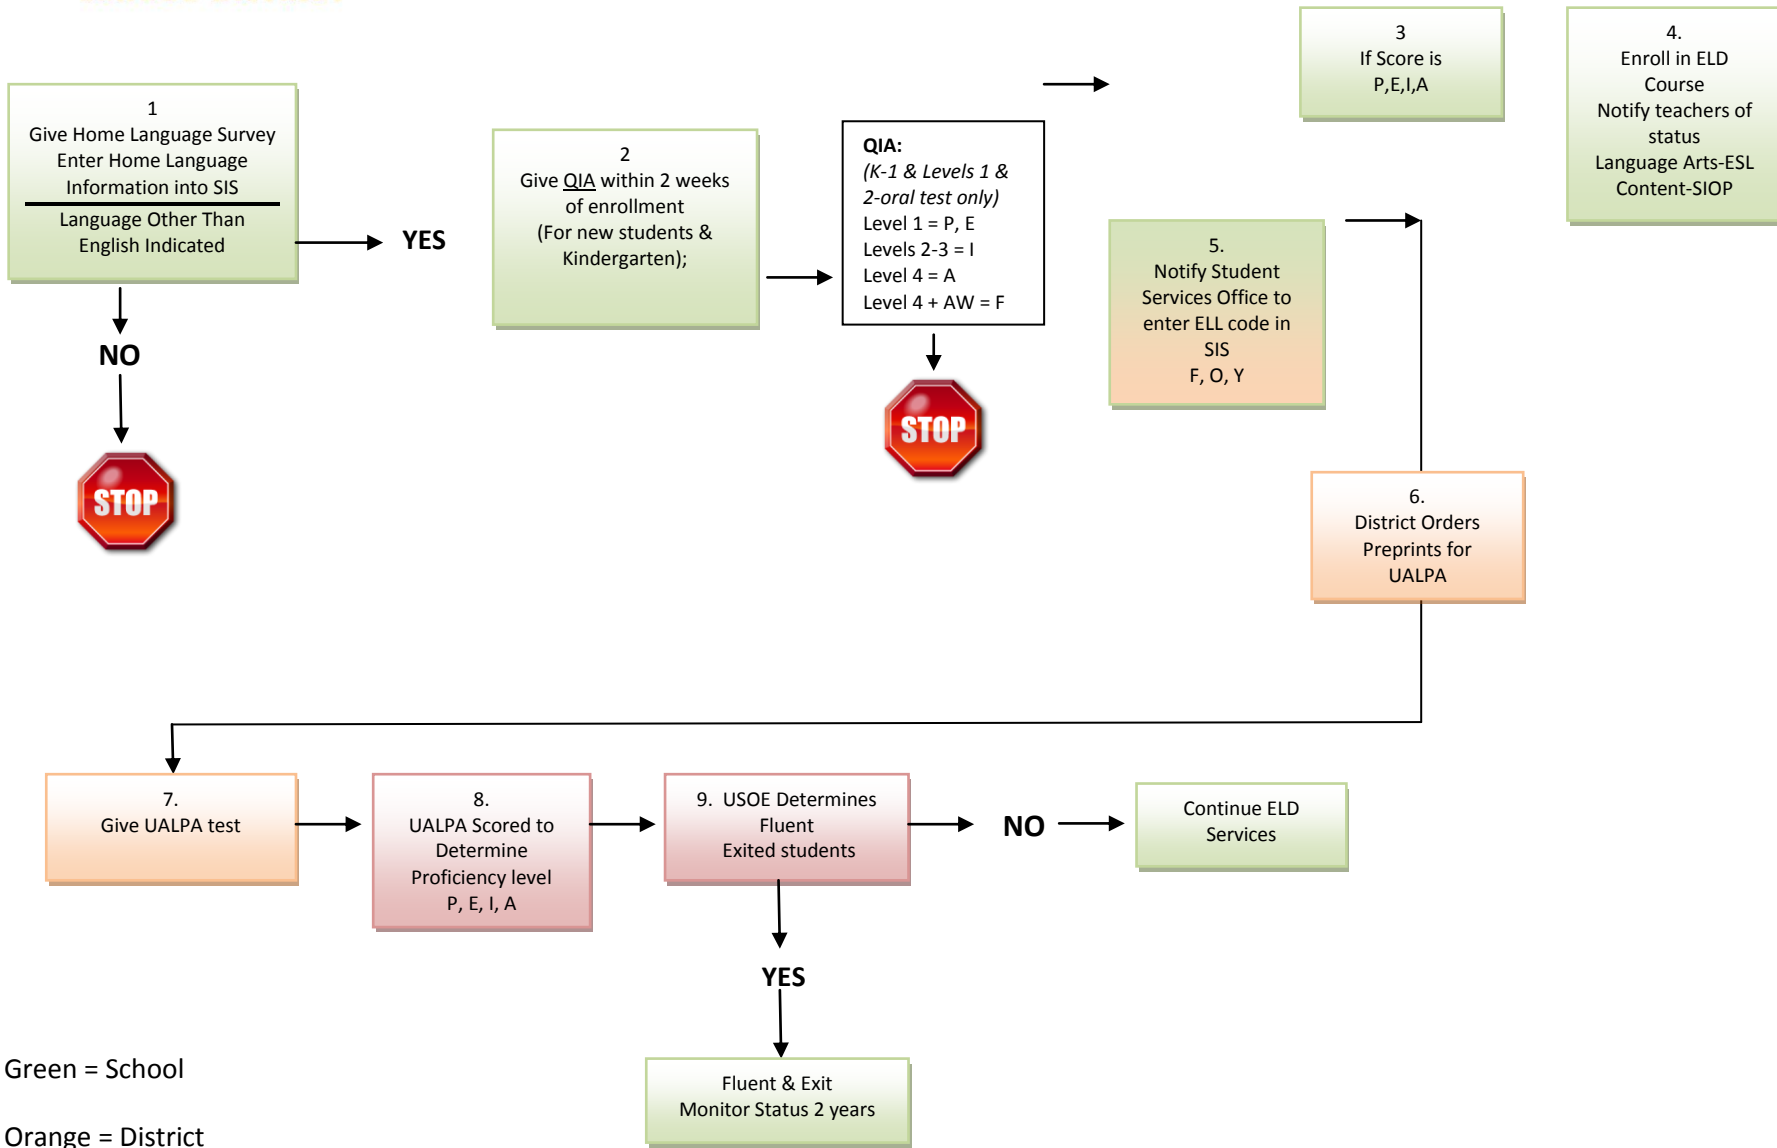 1
Give Home Language Survey
Enter Home Language
Information into SIS
Language Other Than
English Indicated
YES
NO
STOP
2
Give QIA within 2 weeks
of enrollment
(For new students &
Kindergarten);
QIA:
(K-1 & Levels 1 &
2-oral test only)
Level 1 = P, E
Levels 2-3 = I
Level 4 = A
Level 4 + AW = F
STOP
3
If Score is
P,E,I,A
4.
Enroll in ELD
Course
Notify teachers of
status
Language Arts-ESL
Content-SIOP
5.
Notify Student
Services Office to
enter ELL code in
SIS
F, O, Y
6.
District Orders
Preprints for
UALPA
7.
Give UALPA test
8.
UALPA Scored to
Determine
Proficiency level
P, E, I, A
9. USOE Determines
Fluent
Exited students
NO
Continue ELD
Services
YES
Fluent & Exit
Monitor Status 2 years
Green = School
Orange = District